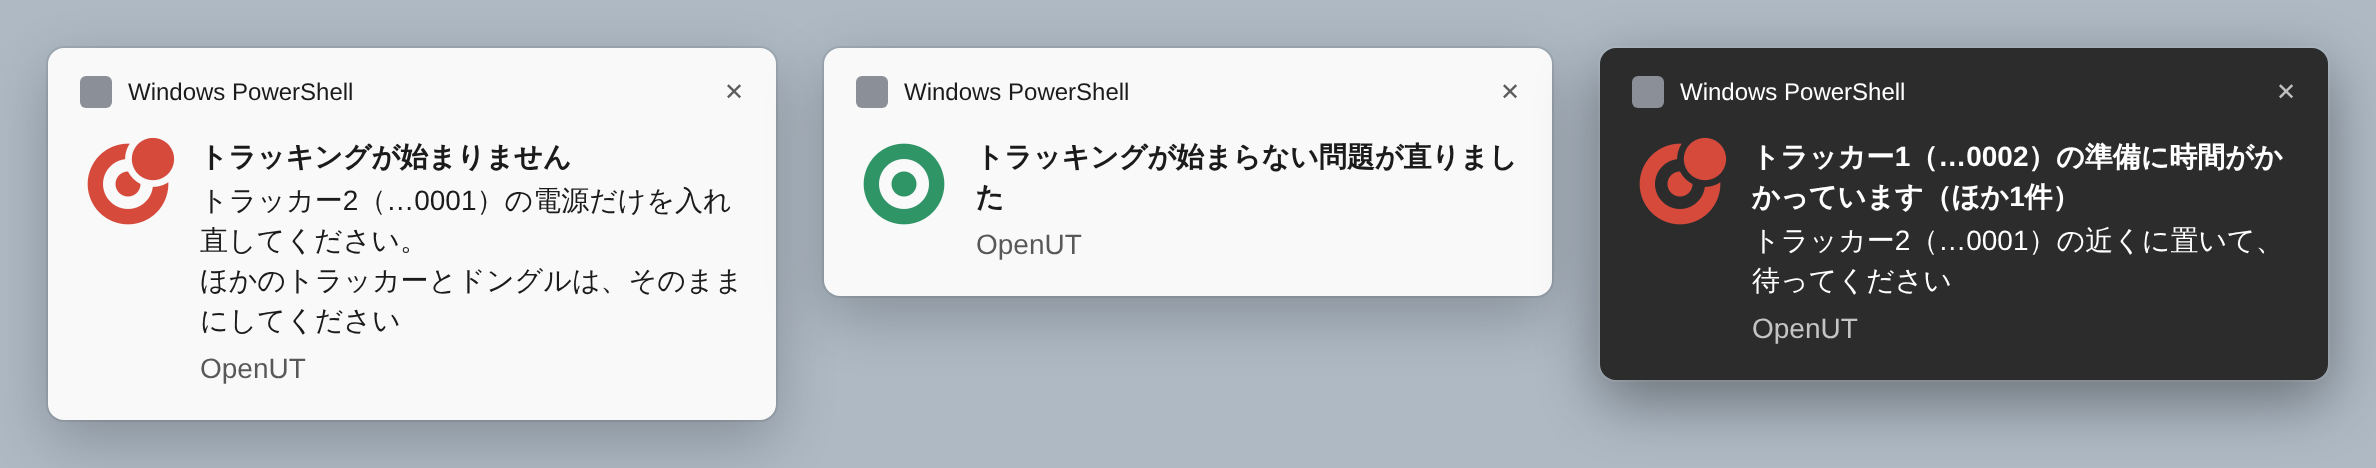 Windows PowerShell
トラッキングが始まりません
トラッカー2（…0001）の電源だけを入れ
直してください。
ほかのトラッカーとドングルは、そのまま
にしてください
OpenUT
Windows PowerShell
トラッキングが始まらない問題が直りまし
た
OpenUT
Windows PowerShell
トラッカー1（…0002）の準備に時間がか
かっています（ほか1件）
トラッカー2（…0001）の近くに置いて、
待ってください
OpenUT